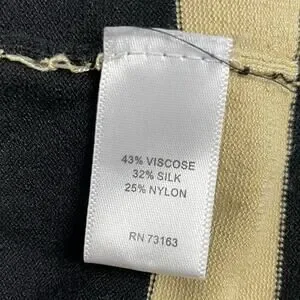 43% VISCOSE
32% SILK
25% NYLON
RN 73163